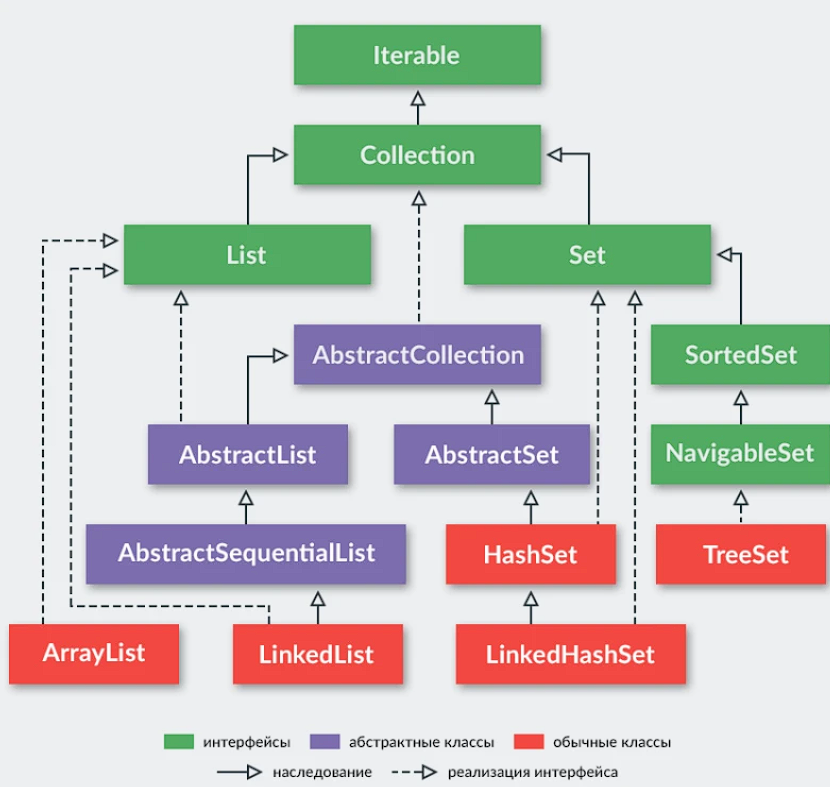 Iterable
Collection
List
Set
AbstractCollection
SortedSet
AbstractList
AbstractSet
NavigableSet
AbstractSequentialList
HashSet
TreeSet
ArrayList
LinkedList
LinkedHashSet
интерфейсы
абстрактные классы
обычные классы
наследование
реализация интерфейса